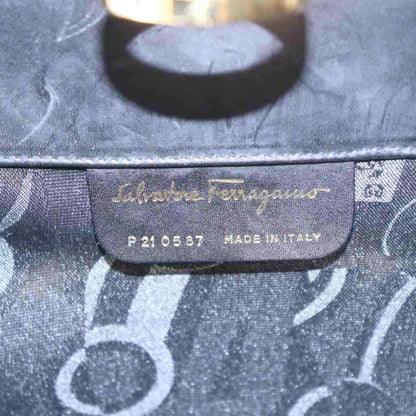 Salvatore Ferragamo
P 21 0587 MADE IN ITALY